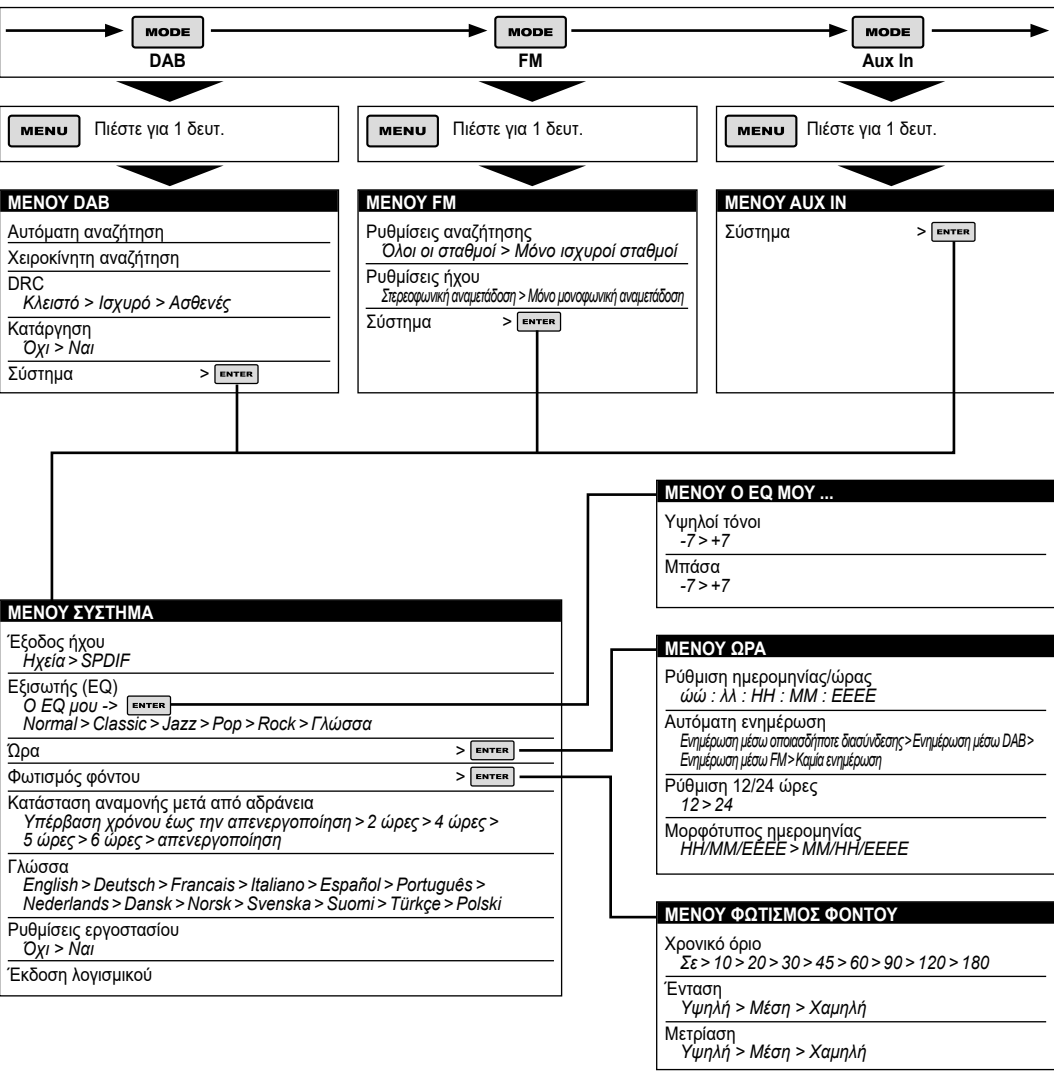 MODE
DAB
MODE
FM
MODE
Aux In
MENU Πιέστε για 1 δευτ.
MENU Πιέστε για 1 δευτ.
MENU Πιέστε για 1 δευτ.
ΜΕΝΟΥ DAB
Αυτόματη αναζήτηση
Χειροκίνητη αναζήτηση
DRC
Κλειστό > Ισχυρό > Ασθενές
Κατάργηση
Όχι > Ναι
Σύστημα > ENTER
ΜΕΝΟΥ FM
Ρυθμίσεις αναζήτησης
Όλοι οι σταθμοί > Μόνο ισχυροί σταθμοί
Ρυθμίσεις ήχου
Στερεοφωνική αναμετάδοση > Μόνο μονοφωνική αναμετάδοση
Σύστημα > ENTER
ΜΕΝΟΥ AUX IN
Σύστημα > ENTER
ΜΕΝΟΥ Ο EQ ΜΟΥ ...
Υψηλοί τόνοι
-7 > +7
Μπάσα
-7 > +7
ΜΕΝΟΥ ΣΥΣΤΗΜΑ
Έξοδος ήχου
Ηχεία > SPDIF
Εξισωτής (EQ)
Ο EQ μου -> ENTER
Normal > Classic > Jazz > Pop > Rock > Γλώσσα
Ώρα > ENTER
Φωτισμός φόντου > ENTER
Κατάσταση αναμονής μετά από αδράνεια
Υπέρβαση χρόνου έως την απενεργοποίηση > 2 ώρες > 4 ώρες >
5 ώρες > 6 ώρες > απενεργοποίηση
Γλώσσα
English > Deutsch > Francais > Italiano > Español > Português >
Nederlands > Dansk > Norsk > Svenska > Suomi > Türkçe > Polski
Ρυθμίσεις εργοστασίου
Όχι > Ναι
Έκδοση λογισμικού
ΜΕΝΟΥ ΩΡΑ
Ρύθμιση ημερομηνίας/ώρας
ώώ : λλ : ΗΗ : ΜΜ : ΕΕΕΕ
Αυτόματη ενημέρωση
Ενημέρωση μέσω οποιασδήποτε διασύνδεσης > Ενημέρωση μέσω DAB >
Ενημέρωση μέσω FM > Καμία ενημέρωση
Ρύθμιση 12/24 ώρες
12 > 24
Μορφότυπος ημερομηνίας
ΗΗ/ΜΜ/ΕΕΕΕ > ΜΜ/ΗΗ/ΕΕΕΕ
ΜΕΝΟΥ ΦΩΤΙΣΜΟΣ ΦΟΝΤΟΥ
Χρονικό όριο
Σε > 10 > 20 > 30 > 45 > 60 > 90 > 120 > 180
Ένταση
Υψηλή > Μέση > Χαμηλή
Μετρίαση
Υψηλή > Μέση > Χαμηλή